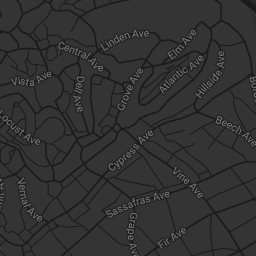 Linden Ave
Elm Ave
Central Ave
Vista Ave
Dell Ave
Grove Ave
Atlantic Ave
Hillside Ave
Locust Ave
Beech Ave
Cypress Ave
Vine Ave
Vernal Ave
Sassafras Ave
Grape Ave
Fir Ave